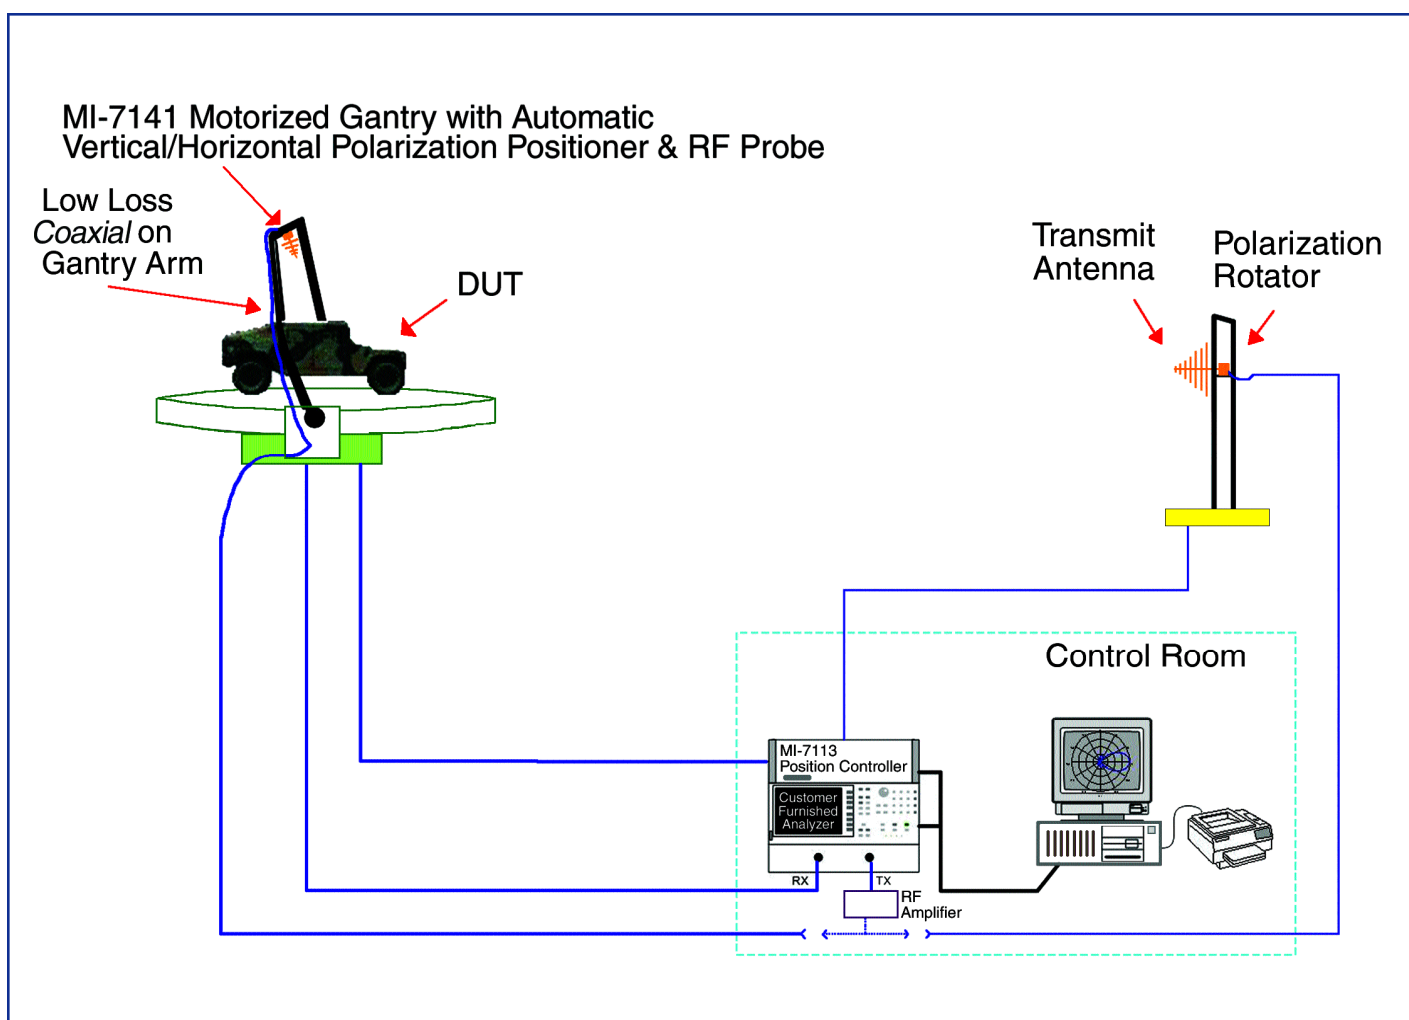 MI-7141 Motorized Gantry with Automatic
Vertical/Horizontal Polarization Positioner & RF Probe
Low Loss
Coaxial on
Gantry Arm
DUT
Transmit
Antenna
Polarization
Rotator
Control Room
MI-7113
Position Controller
Customer
Furnished
Analyzer
RX
TX
RF
Amplifier